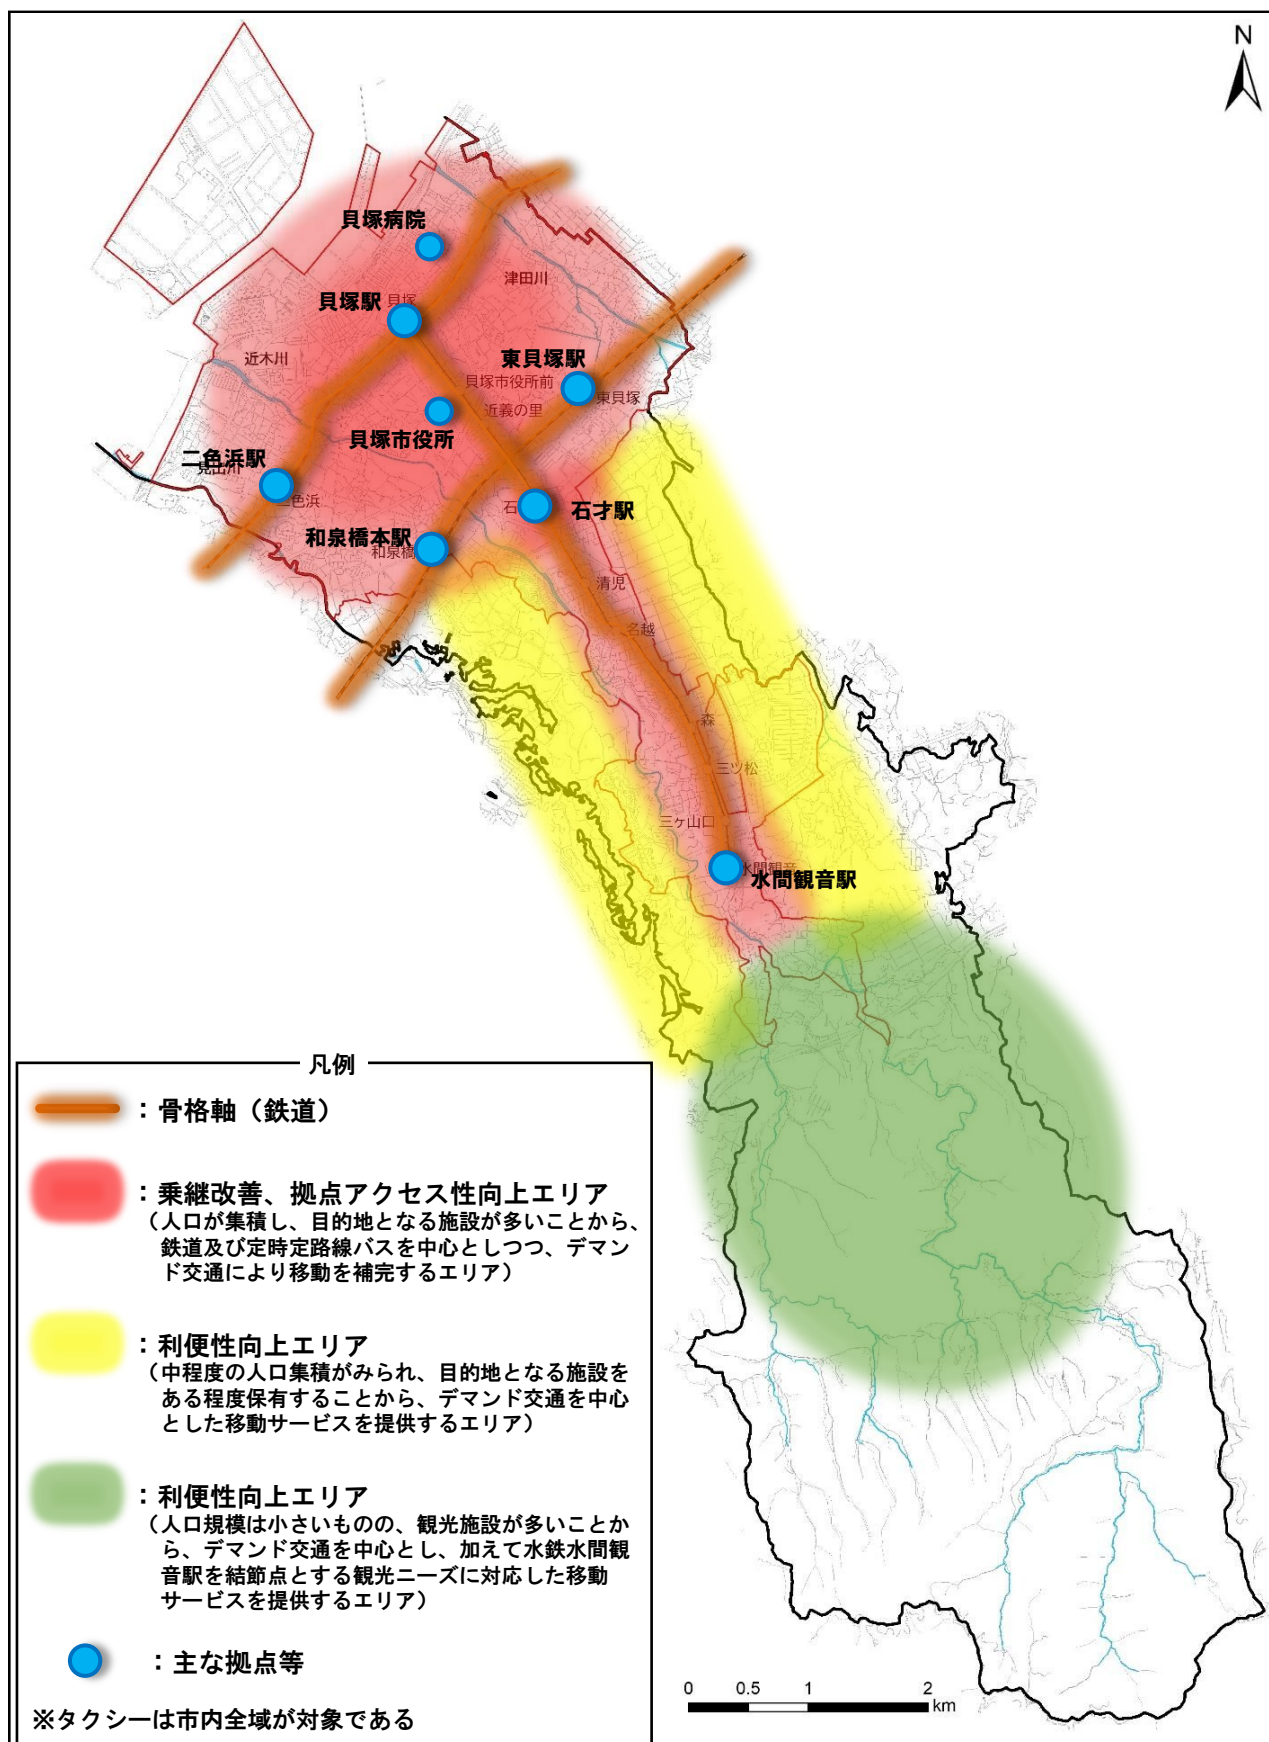 N
貝塚病院
貝塚駅
貝塚
津田川
近木川
東貝塚駅
貝塚市役所前
東貝塚
近義の里
貝塚市役所
二色浜駅
見出川
二色浜
石才駅
和泉橋本駅
和泉橋
清児
名越
森
三ツ松
三ヶ山口
水間観音
水間観音駅
凡例
：骨格軸（鉄道）
：乗継改善、拠点アクセス性向上エリア
（人口が集積し、目的地となる施設が多いことから、
鉄道及び定時定路線バスを中心としつつ、デマン
ド交通により移動を補完するエリア）
：利便性向上エリア
（中程度の人口集積がみられ、目的地となる施設を
ある程度保有することから、デマンド交通を中心
とした移動サービスを提供するエリア）
：利便性向上エリア
（人口規模は小さいものの、観光施設が多いことか
ら、デマンド交通を中心とし、加えて水鉄水間観
音駅を結節点とする観光ニーズに対応した移動
サービスを提供するエリア）
：主な拠点等
※タクシーは市内全域が対象である
0 0.5 1 2
km